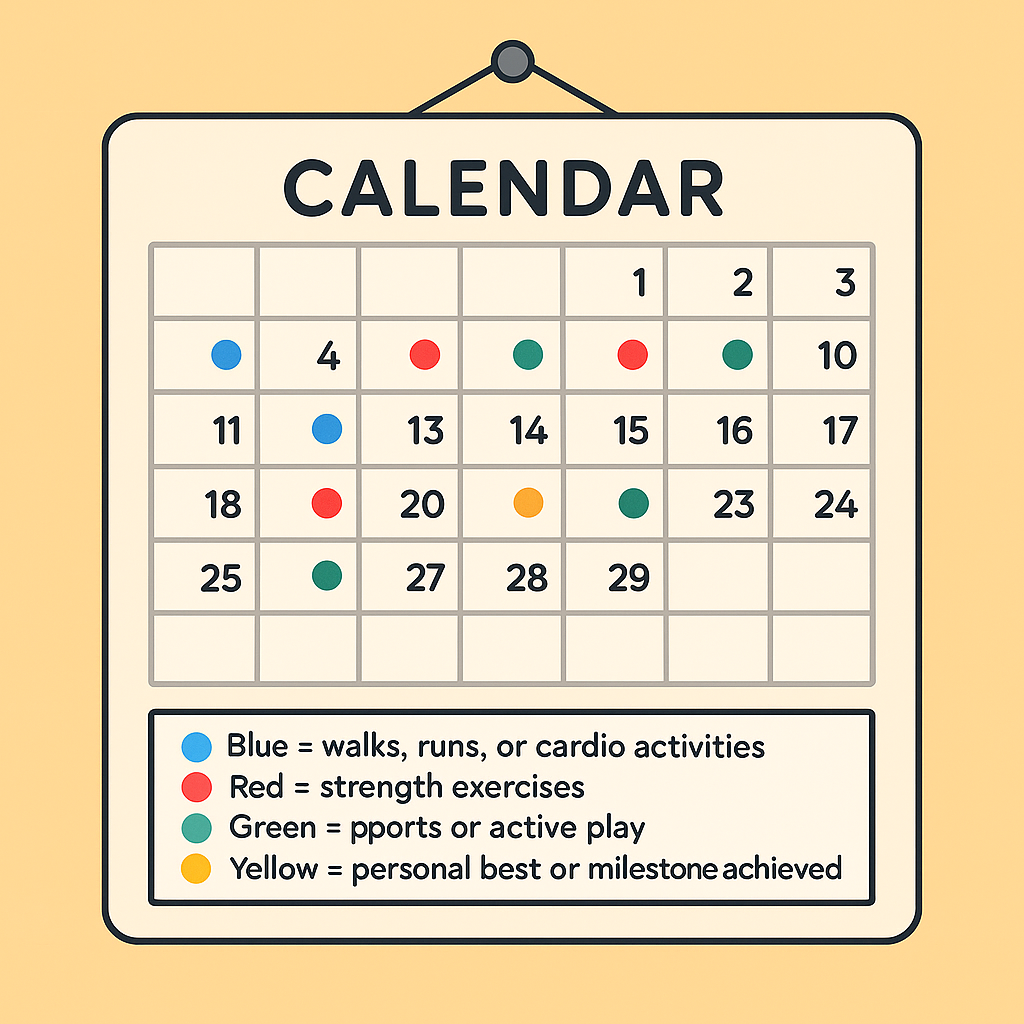 CALENDAR
1 2 3
4 10
11 13 14 15 16 17
18 20 23 24
25 27 28 29
Blue = walks, runs, or cardio activities
Red = strength exercises
Green = pports or active play
Yellow = personal best or milestone achieved